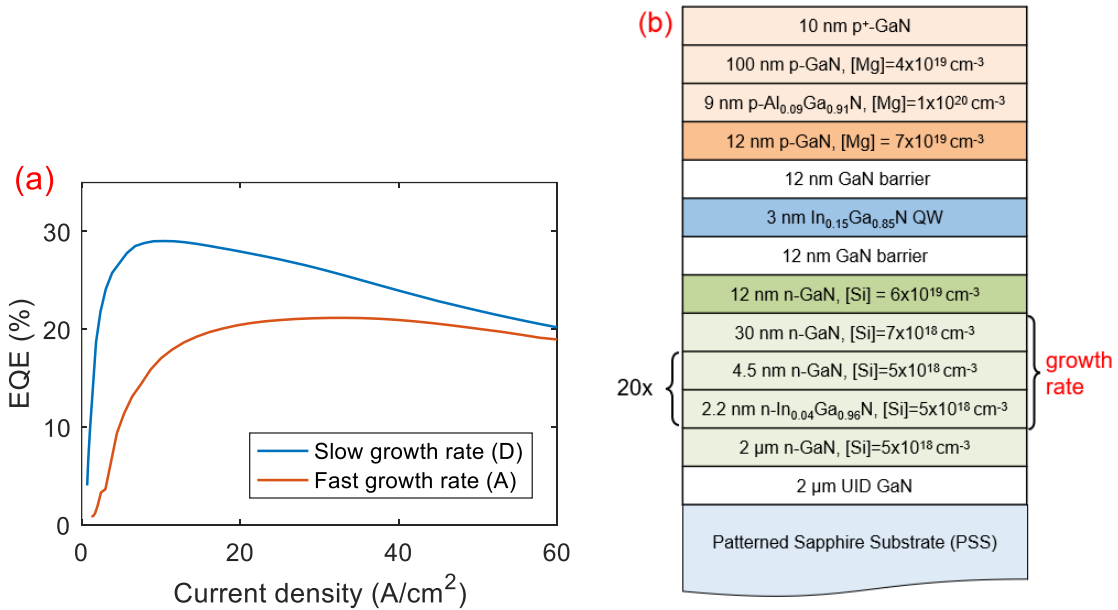 (a)
EQE (%)
30
20
10
0
0 20 40 60
Current density (A/cm²)
Slow growth rate (D)
Fast growth rate (A)
(b)
10 nm p⁺-GaN
100 nm p-GaN, [Mg]=4x10¹⁹ cm⁻³
9 nm p-Al₀.₀₉Ga₀.₉₁N, [Mg]=1x10²⁰ cm⁻³
12 nm p-GaN, [Mg] = 7x10¹⁹ cm⁻³
12 nm GaN barrier
3 nm In₀.₁₅Ga₀.₈₅N QW
12 nm GaN barrier
12 nm n-GaN, [Si] = 6x10¹⁹ cm⁻³
30 nm n-GaN, [Si]=7x10¹⁸ cm⁻³
4.5 nm n-GaN, [Si]=5x10¹⁸ cm⁻³
2.2 nm n-In₀.₀₄Ga₀.₉₆N, [Si]=5x10¹⁸ cm⁻³
2 µm n-GaN, [Si]=5x10¹⁸ cm⁻³
2 µm UID GaN
Patterned Sapphire Substrate (PSS)
20x
growth
rate